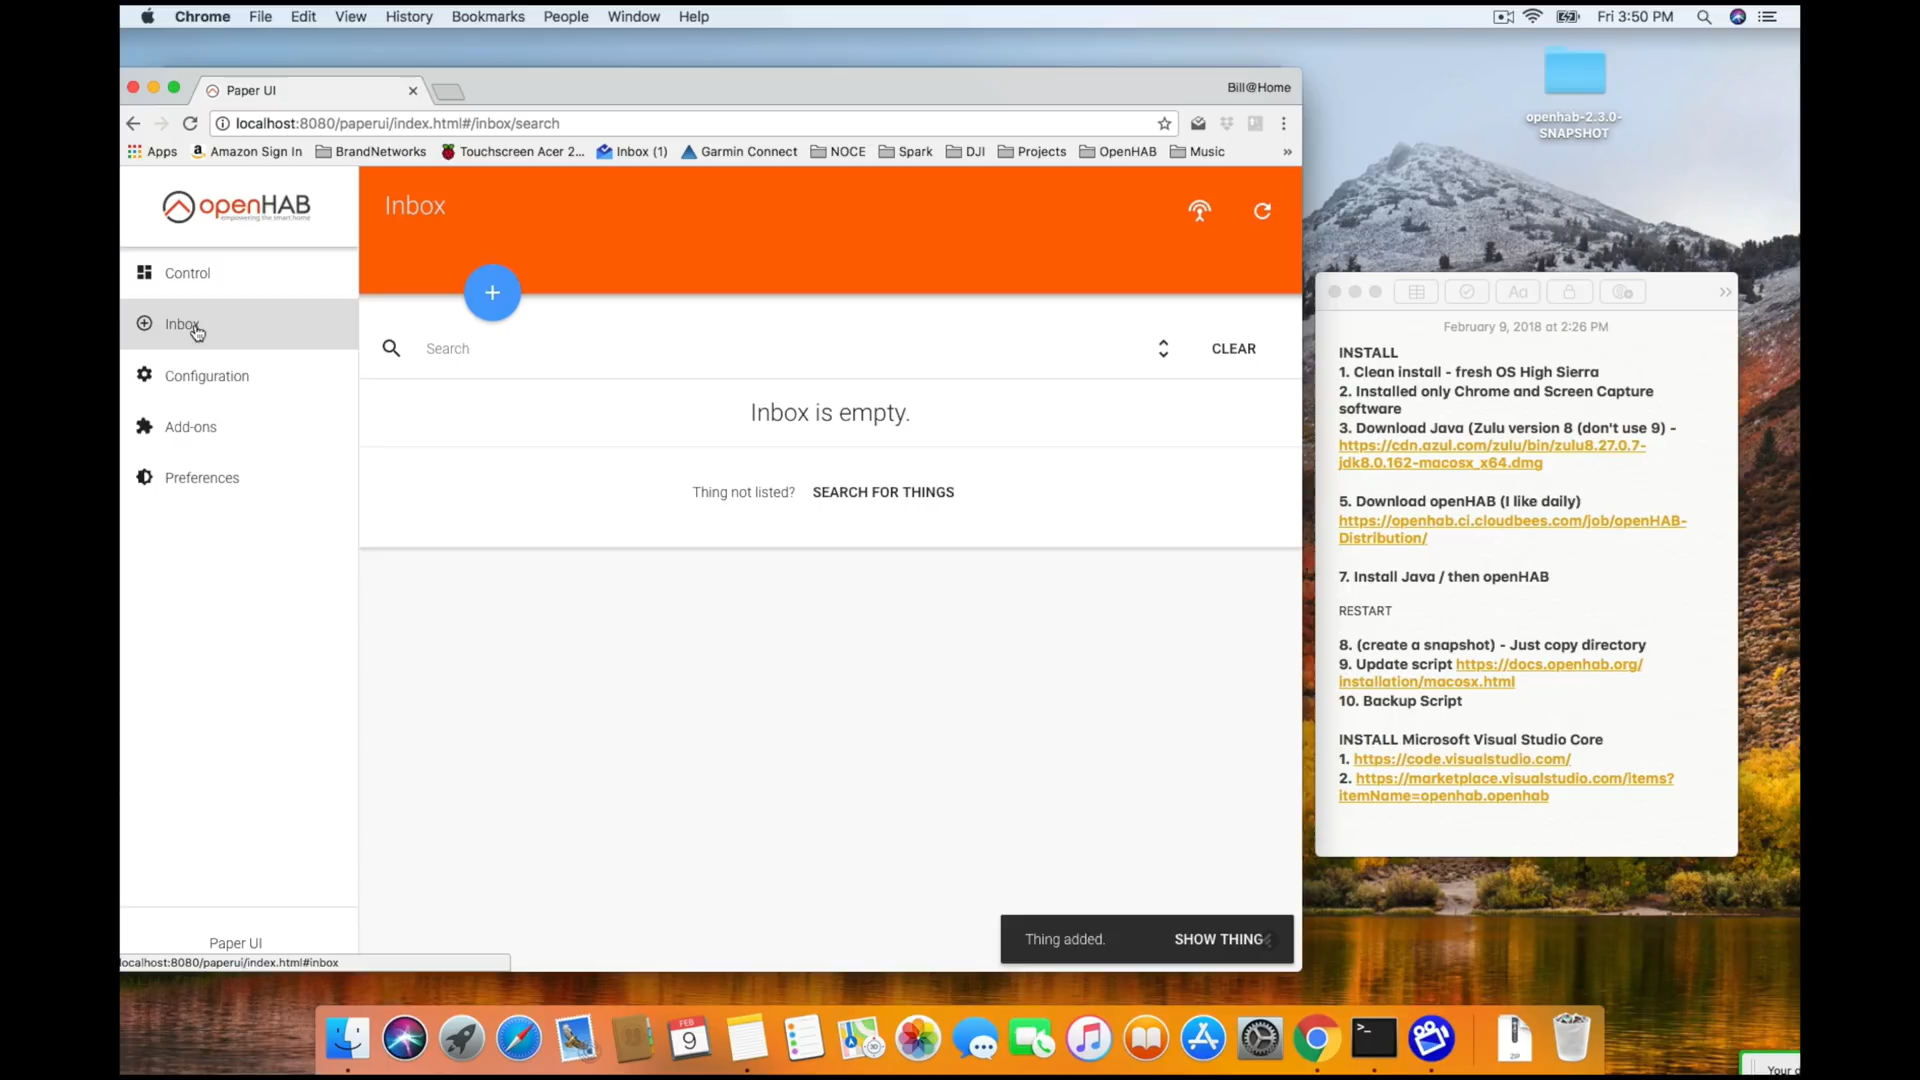 Chrome File Edit View History Bookmarks People Window Help
Fri 3:50 PM
openhab-2.3.0-
SNAPSHOT
Paper UI
Bill@Home
localhost:8080/paperui/index.html#/inbox/search
Apps Amazon Sign In BrandNetworks Touchscreen Acer 2... Inbox (1) Garmin Connect NOCE Spark DJI Projects OpenHAB Music »
openHAB
empowering the smart home
Control
Inbox
Configuration
Add-ons
Preferences
Paper UI
localhost:8080/paperui/index.html#inbox
Inbox
Search
CLEAR
Inbox is empty.
Thing not listed? SEARCH FOR THINGS
Thing added. SHOW THING
Aa »
February 9, 2018 at 2:26 PM
INSTALL
1. Clean install - fresh OS High Sierra
2. Installed only Chrome and Screen Capture
software
3. Download Java (Zulu version 8 (don't use 9) -
https://cdn.azul.com/zulu/bin/zulu8.27.0.7-
jdk8.0.162-macosx_x64.dmg
5. Download openHAB (I like daily)
https://openhab.ci.cloudbees.com/job/openHAB-
Distribution/
7. Install Java / then openHAB
RESTART
8. (create a snapshot) - Just copy directory
9. Update script https://docs.openhab.org/
installation/macosx.html
10. Backup Script
INSTALL Microsoft Visual Studio Core
1. https://code.visualstudio.com/
2. https://marketplace.visualstudio.com/items?
itemName=openhab.openhab
FEB
9
ZIP